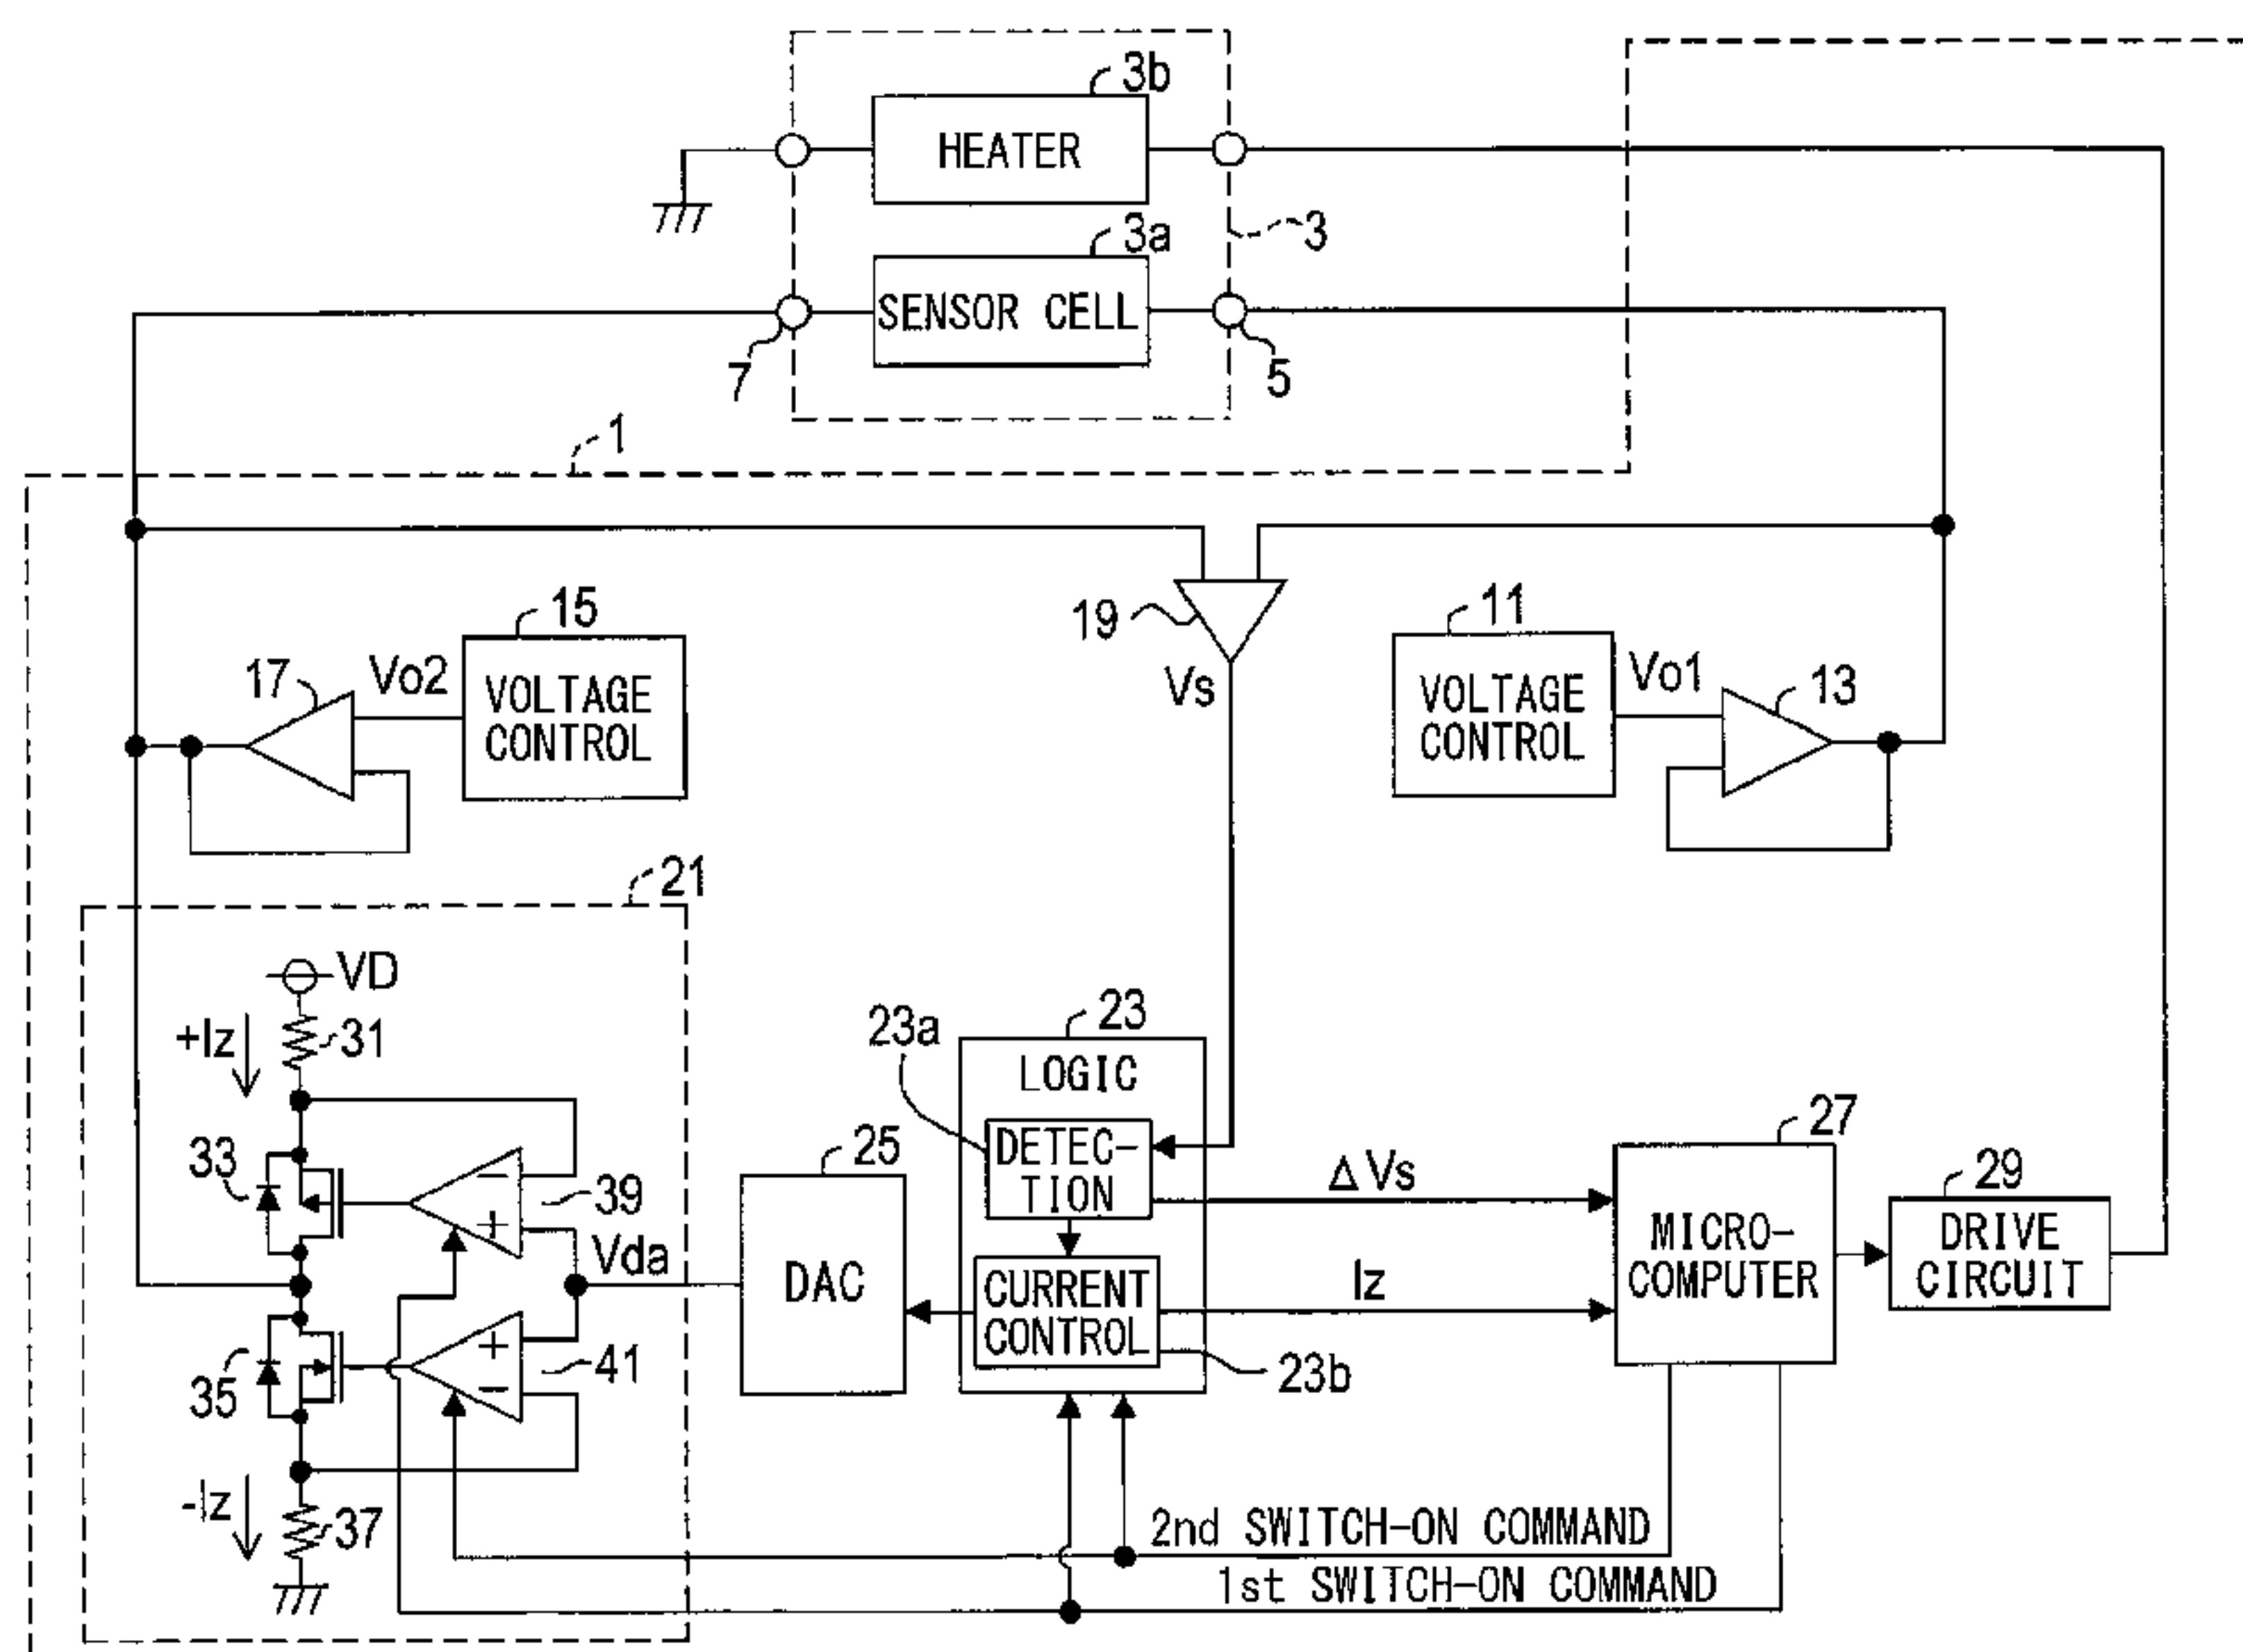 3b
HEATER
3
3a
SENSOR CELL
7
5
1
15
11
19
17
Vo2
VOLTAGE
CONTROL
Vs
VOLTAGE
CONTROL
Vo1
13
21
VD
+Iz
31
23a
23
LOGIC
27
33
39
25
DETEC-
TION
ΔVs
29
−
+
Vda
DAC
MICRO-
COMPUTER
DRIVE
CIRCUIT
CURRENT
CONTROL
Iz
35
+
−
41
23b
-Iz
37
2nd SWITCH-ON COMMAND
1st SWITCH-ON COMMAND